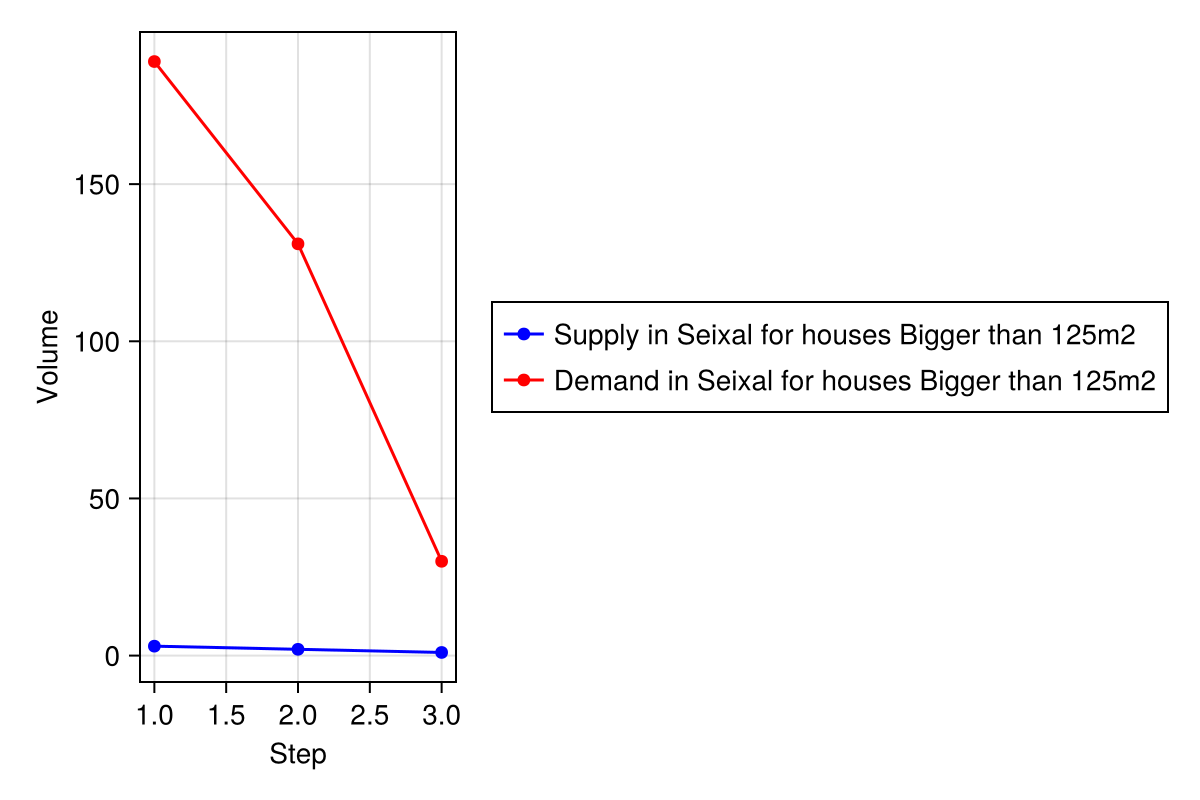 150
100
50
0
Volume
1.0 1.5 2.0 2.5 3.0
Step
Supply in Seixal for houses Bigger than 125m2
Demand in Seixal for houses Bigger than 125m2